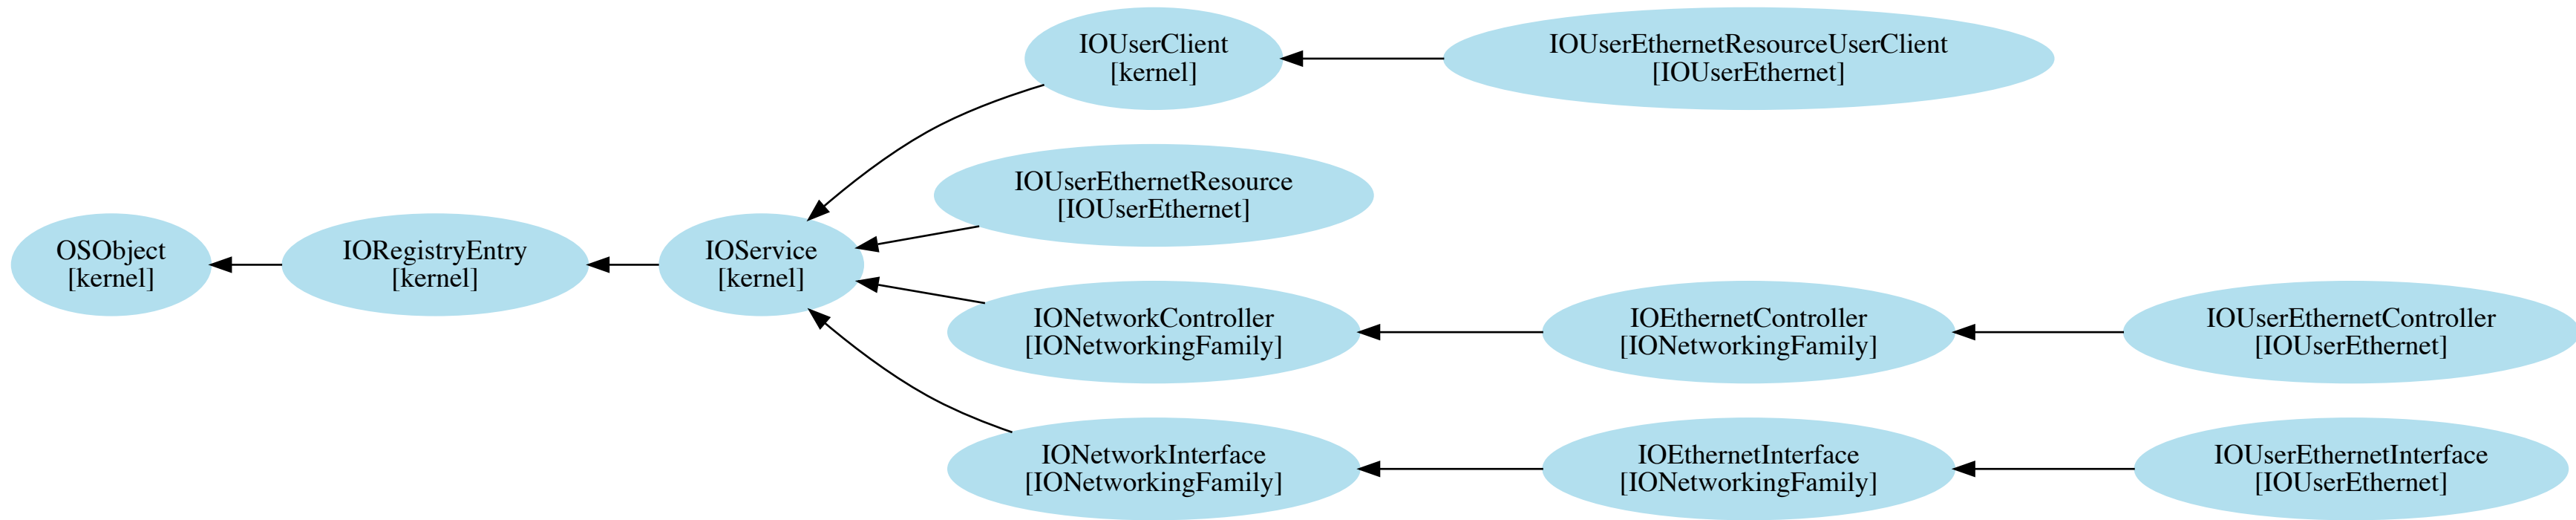 IOUserClient
[kernel]
IOUserEthernetResourceUserClient
[IOUserEthernet]
IOUserEthernetResource
[IOUserEthernet]
OSObject
[kernel]
IORegistryEntry
[kernel]
IOService
[kernel]
IONetworkController
[IONetworkingFamily]
IOEthernetController
[IONetworkingFamily]
IOUserEthernetController
[IOUserEthernet]
IONetworkInterface
[IONetworkingFamily]
IOEthernetInterface
[IONetworkingFamily]
IOUserEthernetInterface
[IOUserEthernet]